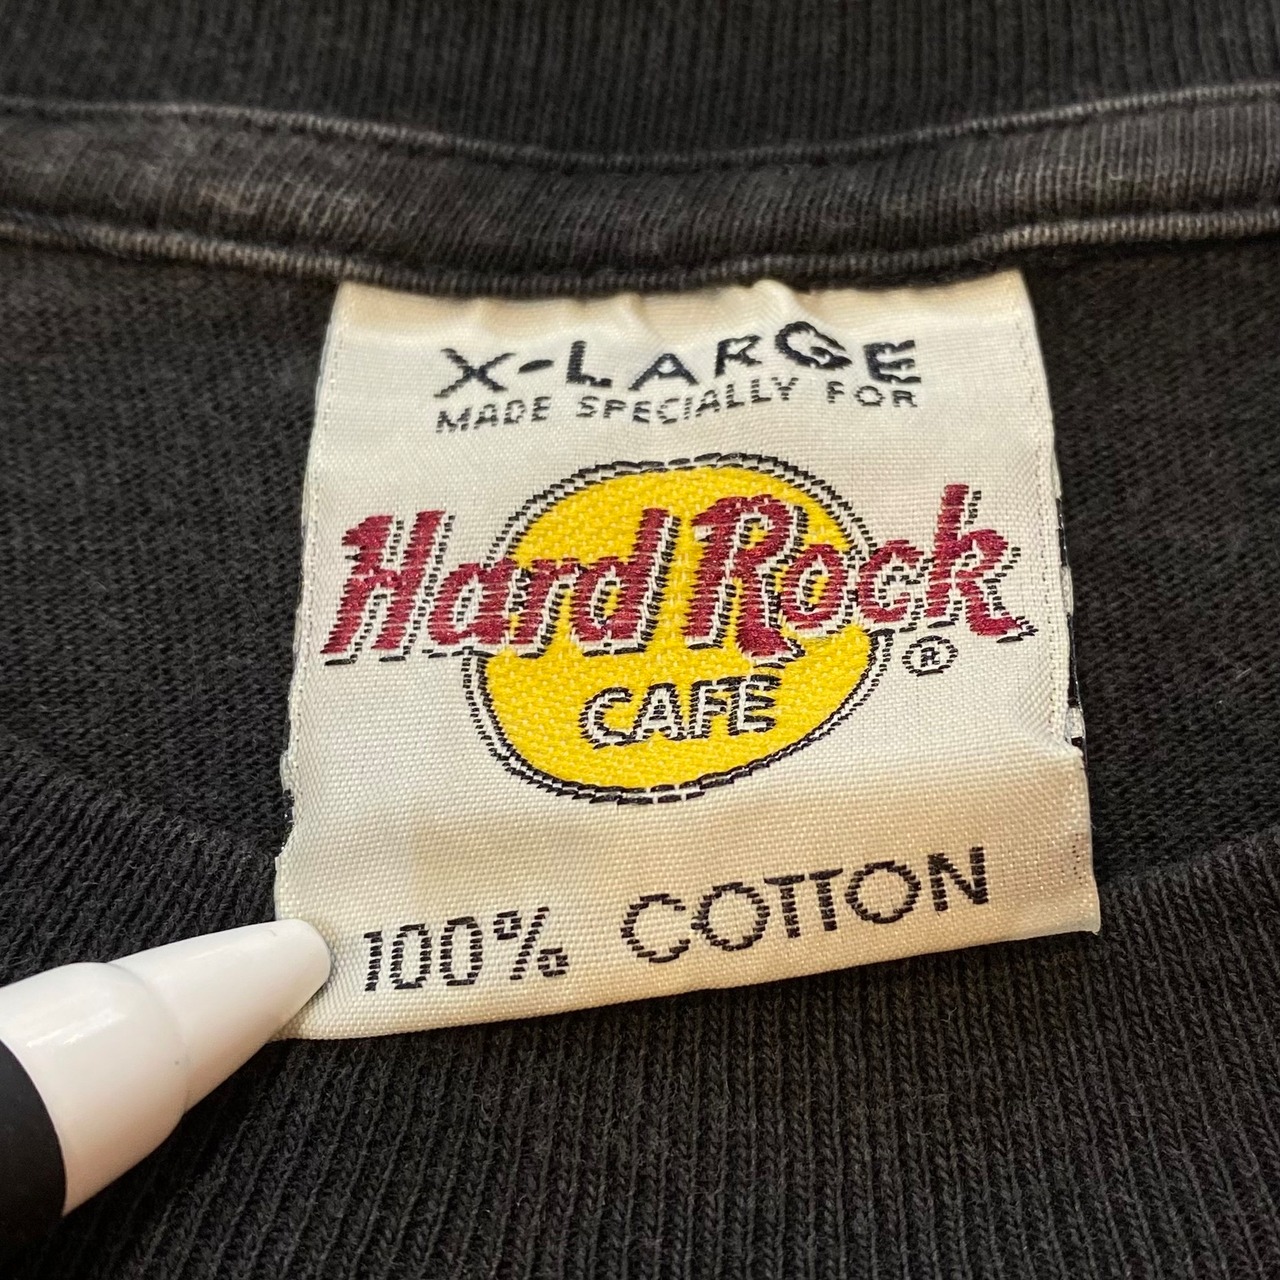 X-LARGE
MADE SPECIALLY FOR
Hard Rock
®
CAFE
100% COTTON